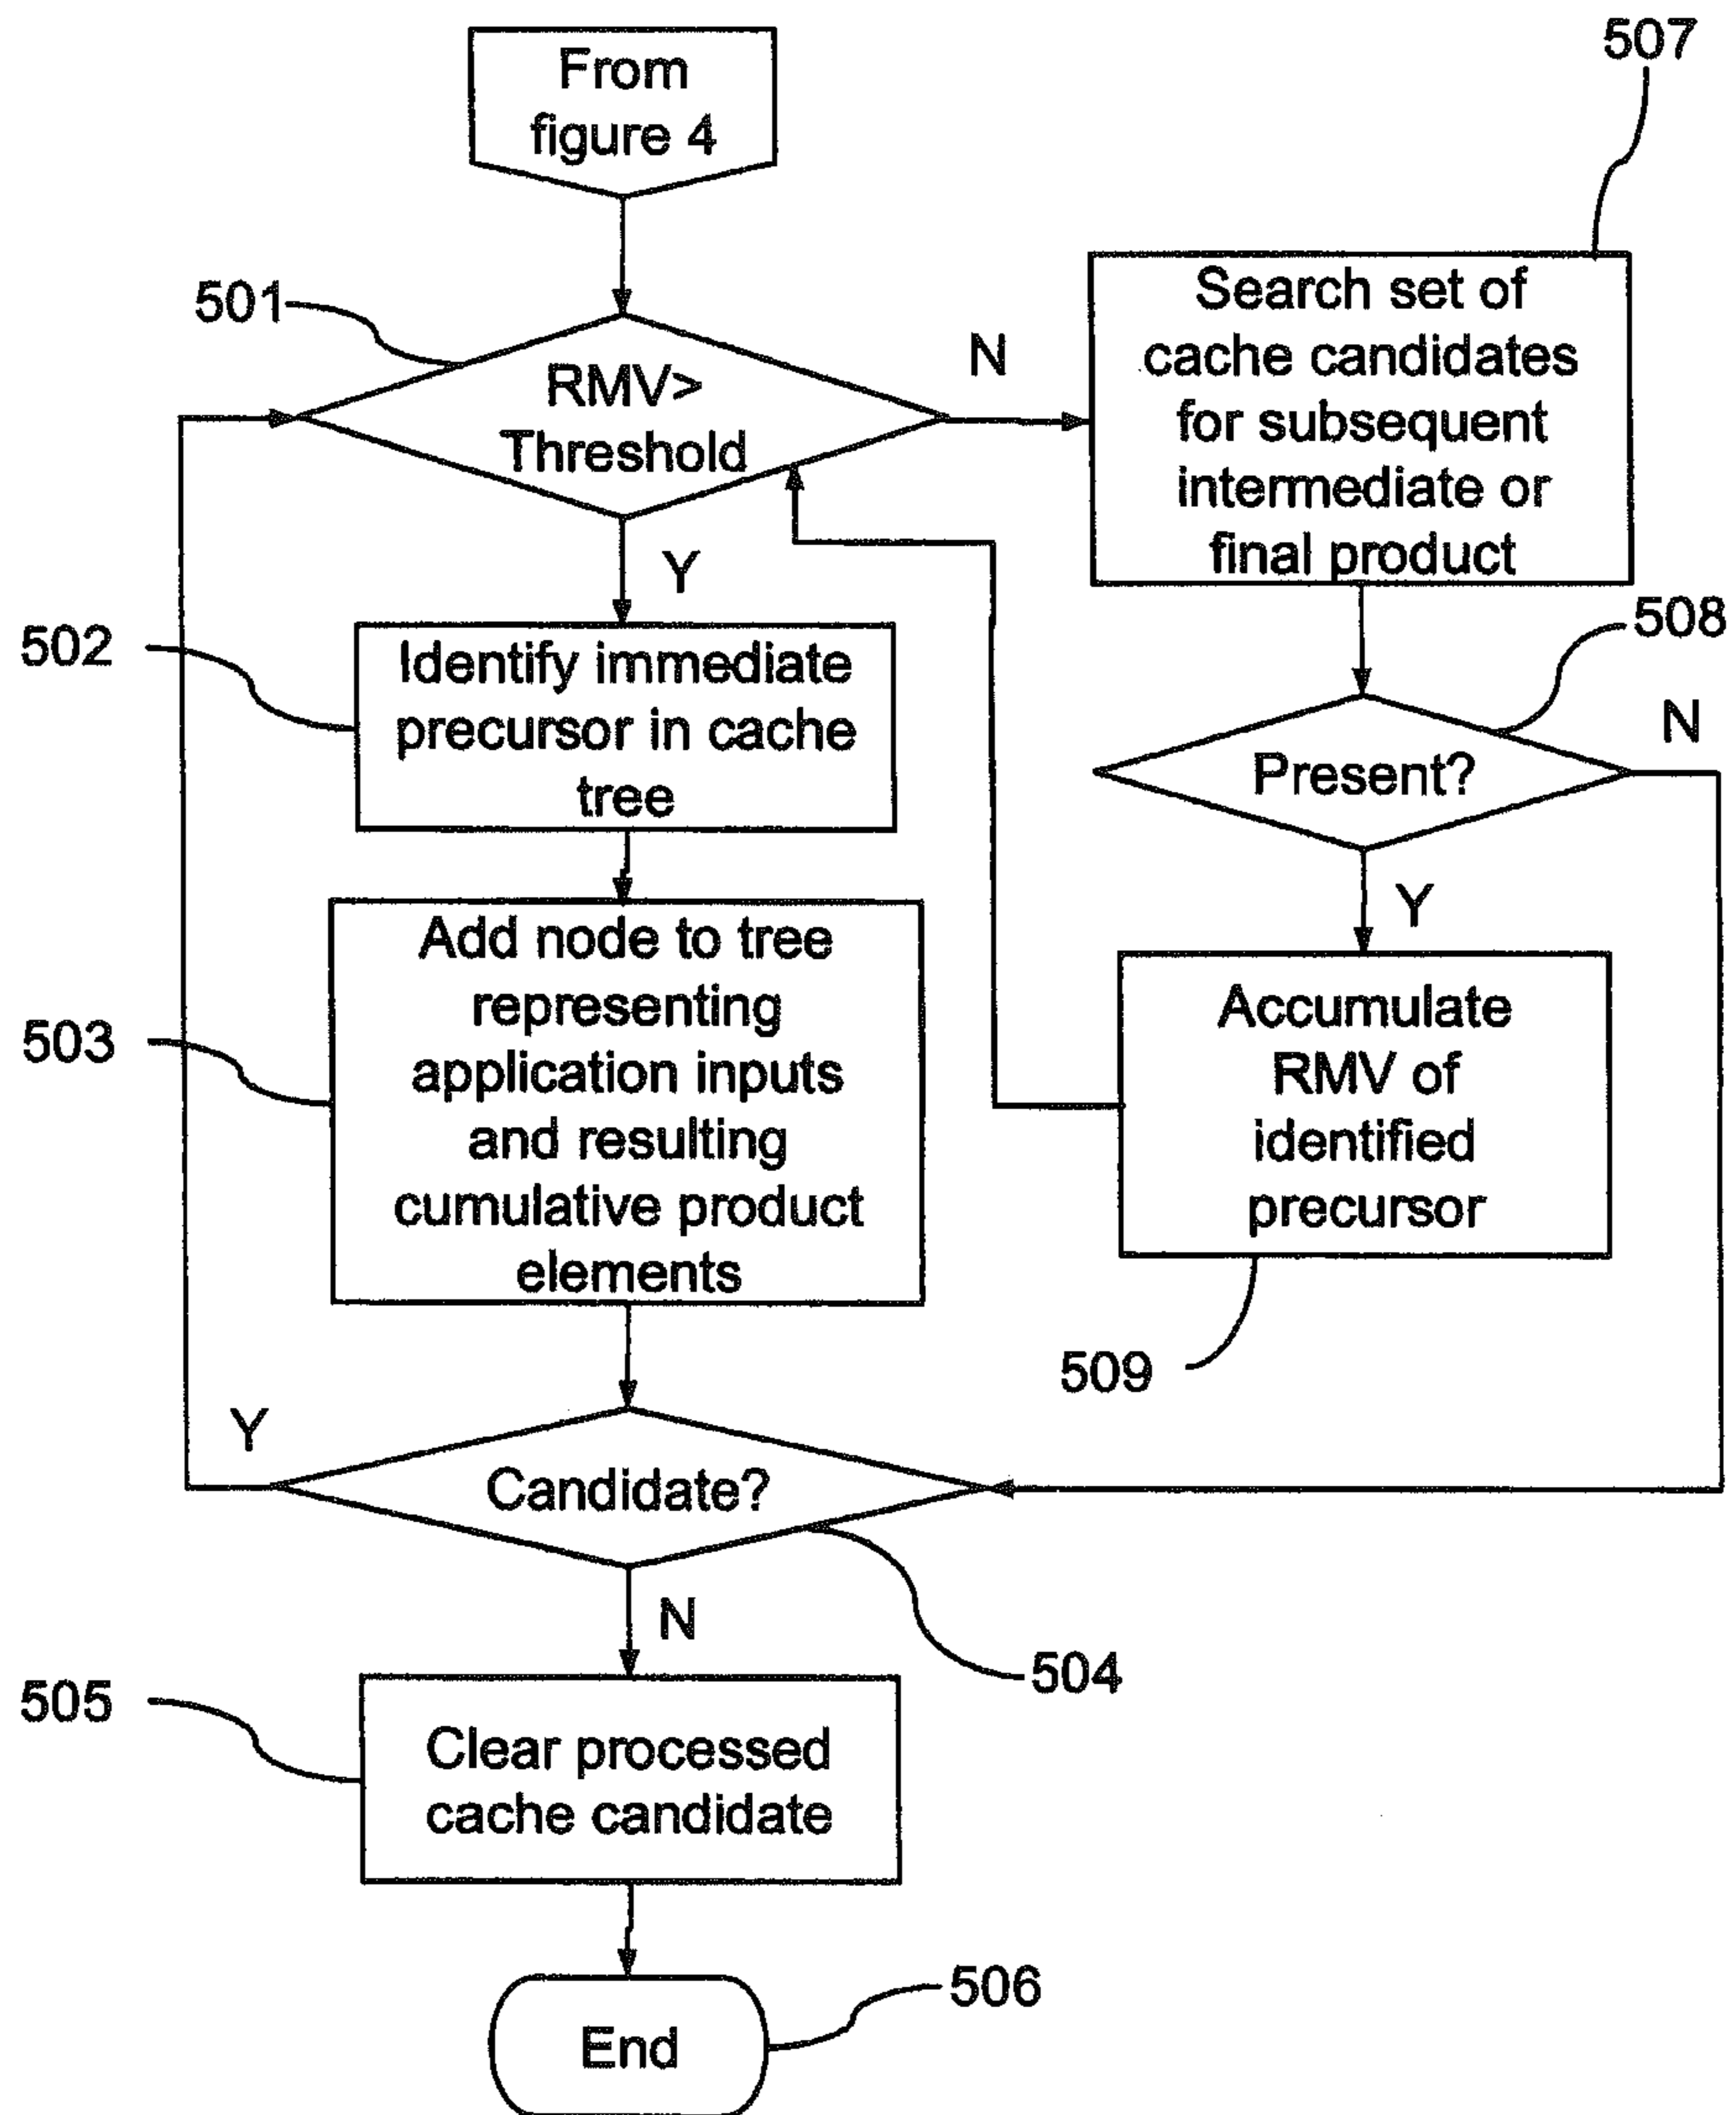 From
figure 4
507
501
RMV>
Threshold
N
Search set of
cache candidates
for subsequent
intermediate or
final product
Y
502
Identify immediate
precursor in cache
tree
508
Present?
N
Y
503
Add node to tree
representing
application inputs
and resulting
cumulative product
elements
Accumulate
RMV of
identified
precursor
509
Y
Candidate?
N
504
505
Clear processed
cache candidate
506
End